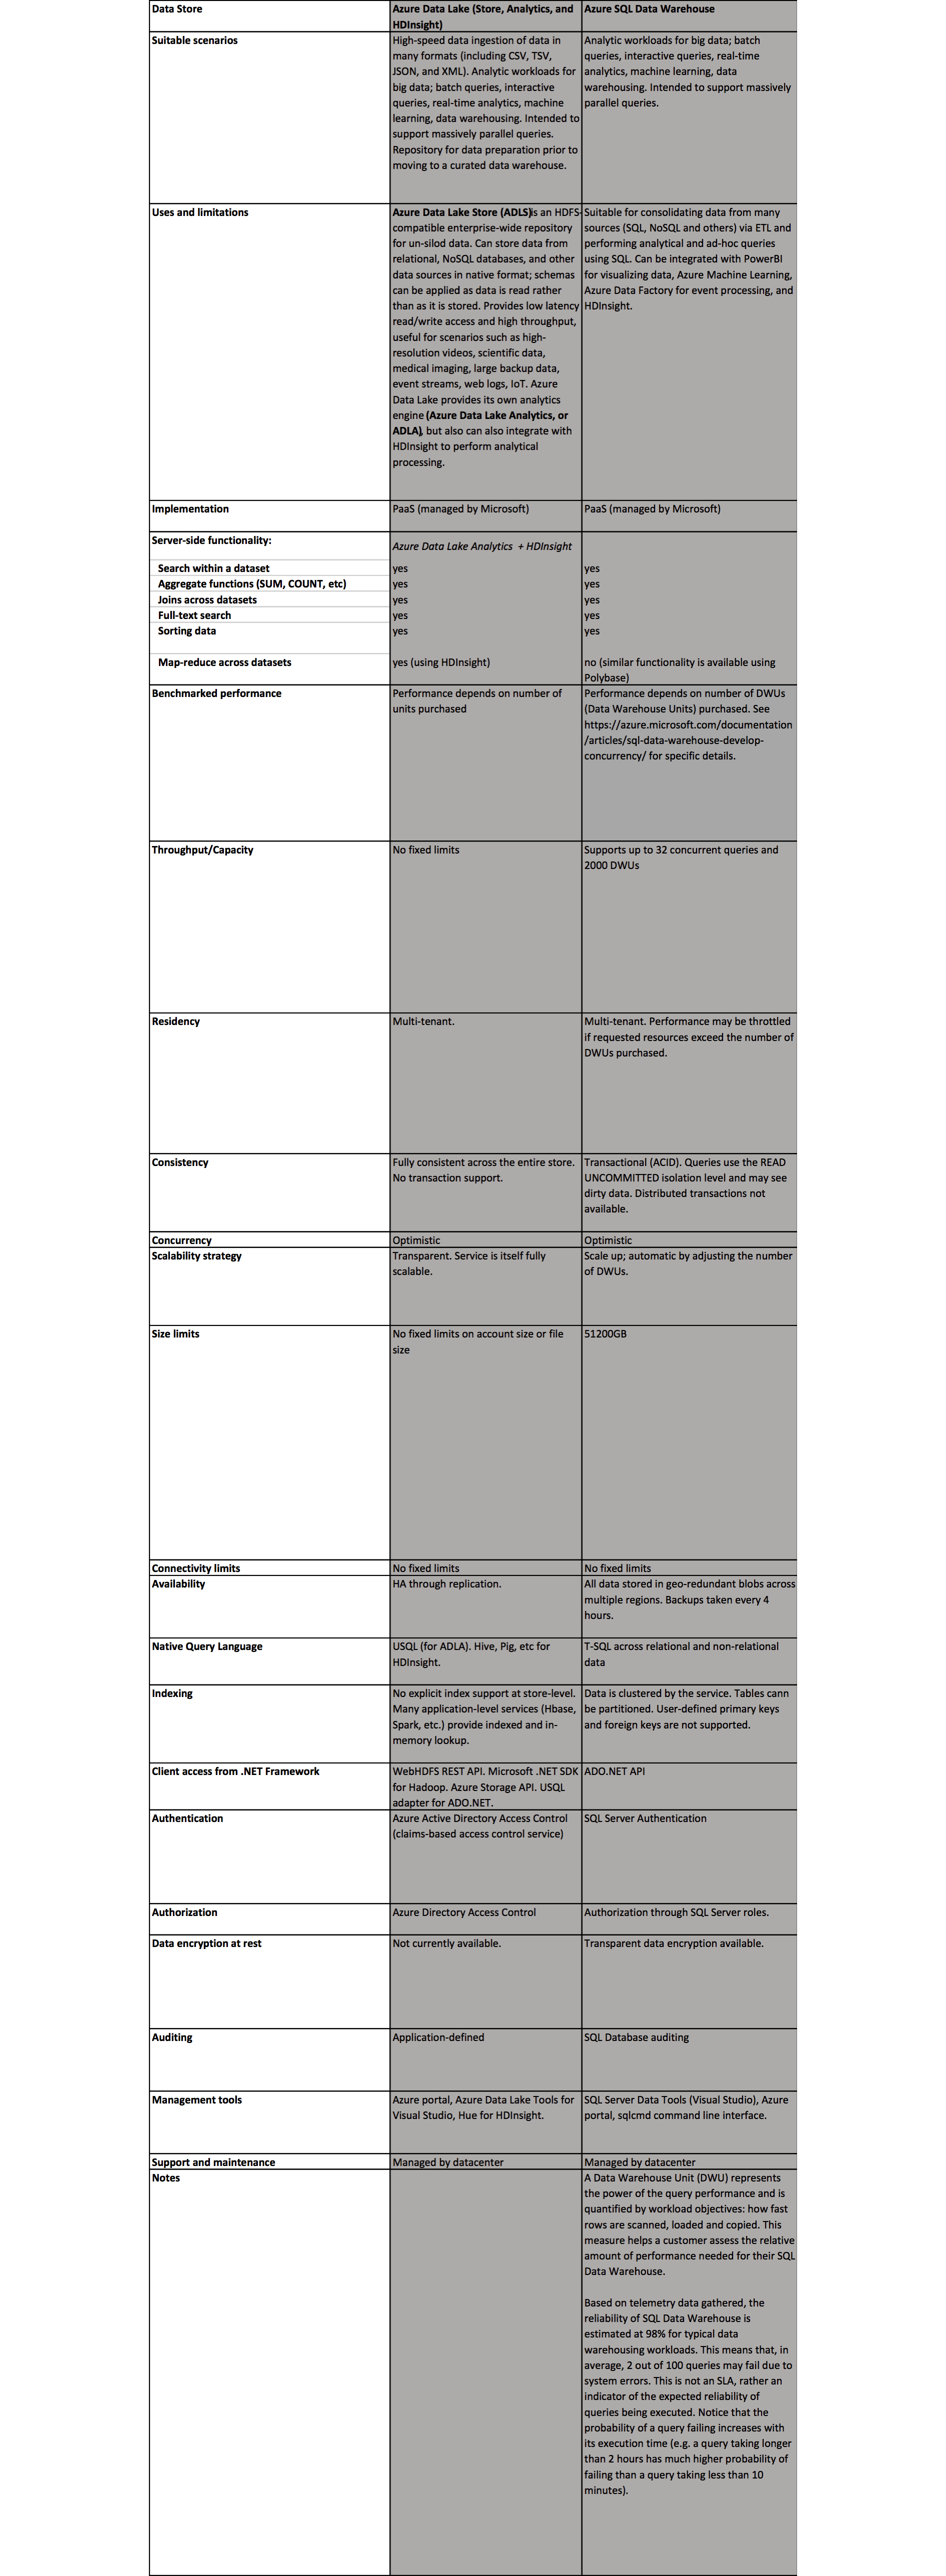 Data Store
Azure Data Lake (Store, Analytics, and
HDInsight)
Azure SQL Data Warehouse
Suitable scenarios
High-speed data ingestion of data in
many formats (including CSV, TSV,
JSON, and XML). Analytic workloads for
big data; batch queries, interactive
queries, real-time analytics, machine
learning, data warehousing. Intended to
support massively parallel queries.
Repository for data preparation prior to
moving to a curated data warehouse.
Analytic workloads for big data; batch
queries, interactive queries, real-time
analytics, machine learning, data
warehousing. Intended to support massively
parallel queries.
Uses and limitations
Azure Data Lake Store (ADLS) is an HDFS-
compatible enterprise-wide repository
for un-silod data. Can store data from
relational, NoSQL databases, and other
data sources in native format; schemas
can be applied as data is read rather
than as it is stored. Provides low latency
read/write access and high throughput,
useful for scenarios such as high-
resolution videos, scientific data,
medical imaging, large backup data,
event streams, web logs, IoT. Azure
Data Lake provides its own analytics
engine (Azure Data Lake Analytics, or
ADLA), but also can also integrate with
HDInsight to perform analytical
processing.
Suitable for consolidating data from many
sources (SQL, NoSQL and others) via ETL and
performing analytical and ad-hoc queries
using SQL. Can be integrated with PowerBI
for visualizing data, Azure Machine Learning,
Azure Data Factory for event processing, and
HDInsight.
Implementation
PaaS (managed by Microsoft)
PaaS (managed by Microsoft)
Server-side functionality:
Azure Data Lake Analytics + HDInsight
Search within a dataset
yes
yes
Aggregate functions (SUM, COUNT, etc)
yes
yes
Joins across datasets
yes
yes
Full-text search
yes
yes
Sorting data
yes
yes
Map-reduce across datasets
yes (using HDInsight)
no (similar functionality is available using
Polybase)
Benchmarked performance
Performance depends on number of
units purchased
Performance depends on number of DWUs
(Data Warehouse Units) purchased. See
https://azure.microsoft.com/documentation
/articles/sql-data-warehouse-develop-
concurrency/ for specific details.
Throughput/Capacity
No fixed limits
Supports up to 32 concurrent queries and
2000 DWUs
Residency
Multi-tenant.
Multi-tenant. Performance may be throttled
if requested resources exceed the number of
DWUs purchased.
Consistency
Fully consistent across the entire store.
No transaction support.
Transactional (ACID). Queries use the READ
UNCOMMITTED isolation level and may see
dirty data. Distributed transactions not
available.
Concurrency
Optimistic
Optimistic
Scalability strategy
Transparent. Service is itself fully
scalable.
Scale up; automatic by adjusting the number
of DWUs.
Size limits
No fixed limits on account size or file
size
51200GB
Connectivity limits
No fixed limits
No fixed limits
Availability
HA through replication.
All data stored in geo-redundant blobs across
multiple regions. Backups taken every 4
hours.
Native Query Language
USQL (for ADLA). Hive, Pig, etc for
HDInsight.
T-SQL across relational and non-relational
data
Indexing
No explicit index support at store-level.
Many application-level services (Hbase,
Spark, etc.) provide indexed and in-
memory lookup.
Data is clustered by the service. Tables cann
be partitioned. User-defined primary keys
and foreign keys are not supported.
Client access from .NET Framework
WebHDFS REST API. Microsoft .NET SDK
for Hadoop. Azure Storage API. USQL
adapter for ADO.NET.
ADO.NET API
Authentication
Azure Active Directory Access Control
(claims-based access control service)
SQL Server Authentication
Authorization
Azure Directory Access Control
Authorization through SQL Server roles.
Data encryption at rest
Not currently available.
Transparent data encryption available.
Auditing
Application-defined
SQL Database auditing
Management tools
Azure portal, Azure Data Lake Tools for
Visual Studio, Hue for HDInsight.
SQL Server Data Tools (Visual Studio), Azure
portal, sqlcmd command line interface.
Support and maintenance
Managed by datacenter
Managed by datacenter
Notes
A Data Warehouse Unit (DWU) represents
the power of the query performance and is
quantified by workload objectives: how fast
rows are scanned, loaded and copied. This
measure helps a customer assess the relative
amount of performance needed for their SQL
Data Warehouse.
Based on telemetry data gathered, the
reliability of SQL Data Warehouse is
estimated at 98% for typical data
warehousing workloads. This means that, in
average, 2 out of 100 queries may fail due to
system errors. This is not an SLA, rather an
indicator of the expected reliability of
queries being executed. Notice that the
probability of a query failing increases with
its execution time (e.g. a query taking longer
than 2 hours has much higher probability of
failing than a query taking less than 10
minutes).